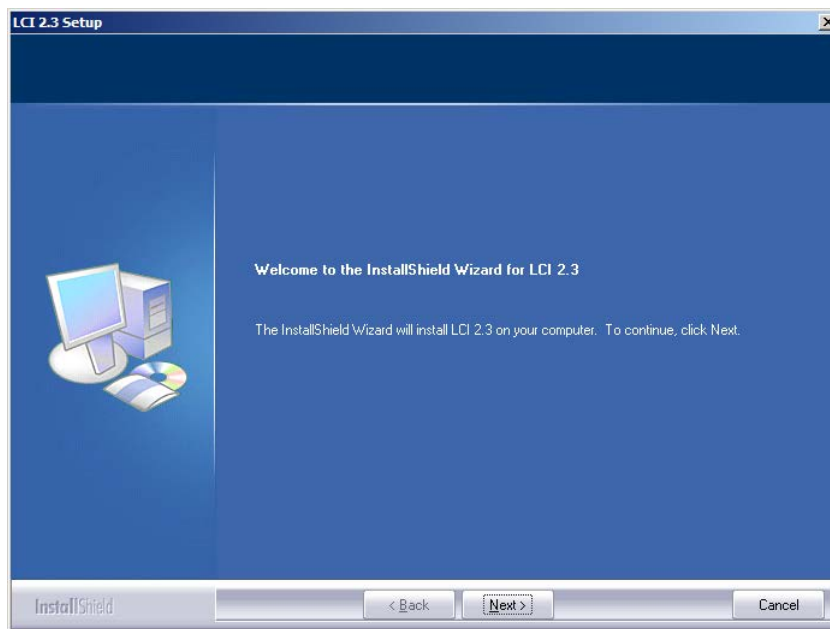 LCI 2.3 Setup
Welcome to the InstallShield Wizard for LCI 2.3
The InstallShield Wizard will install LCI 2.3 on your computer. To continue, click Next.
InstallShield
< Back
Next >
Cancel